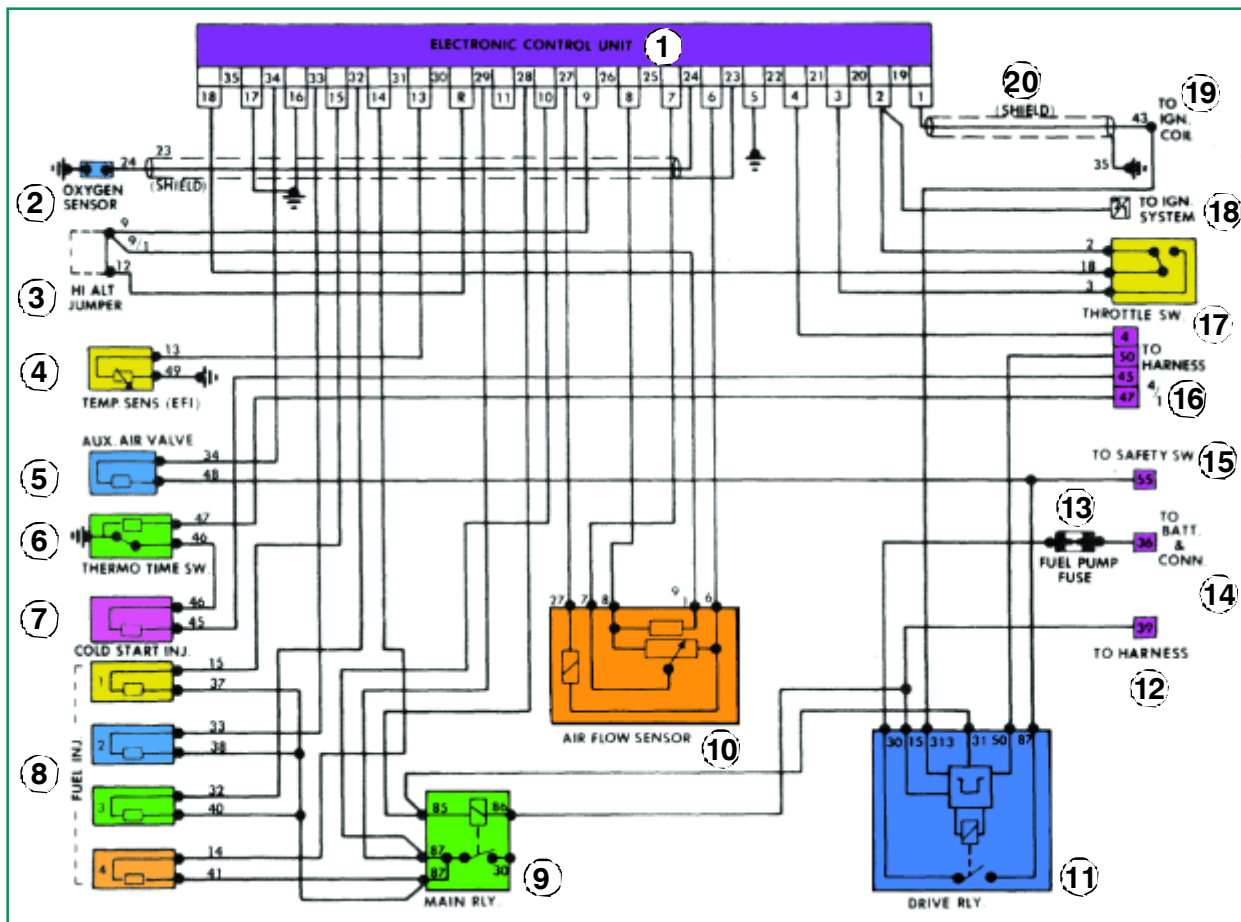 ELECTRONIC CONTROL UNIT 1
35 34 33 32 31 30 29 28 27 26 25 24 23 22 21 20 19
18 17 16 15 14 13 R 11 10 9 8 7 6 5 4 3 2 1
20
(SHIELD)
43
TO IGN. COIL
19
35
24
23
(SHIELD)
2
OXYGEN SENSOR
TO IGN. SYSTEM
18
9
9/1
12
3
HI ALT JUMPER
2
18
3
THROTTLE SW.
17
4
13
49
TEMP. SENS. (EFI)
4
50
45
47
TO HARNESS
4/1
16
AUX. AIR VALVE
5
34
48
TO SAFETY SW
15
55
6
47
46
THERMO TIME SW.
13
FUEL PUMP FUSE
36
TO BATT. & CONN.
14
7
46
45
COLD START INJ.
39
TO HARNESS
12
8
FUEL INJ.
1
15
37
2
33
38
3
32
40
4
14
41
27 7 8 9 6
AIR FLOW SENSOR
10
85
86
87
87
30
MAIN RLY.
9
30 15 313 31 50 87
DRIVE RLY.
11